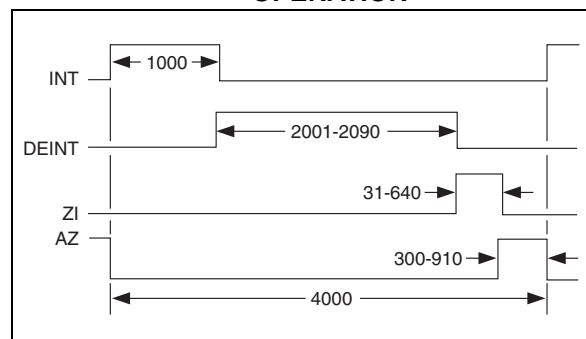 OPERATION
INT
1000
DEINT
2001-2090
ZI
31-640
AZ
300-910
4000